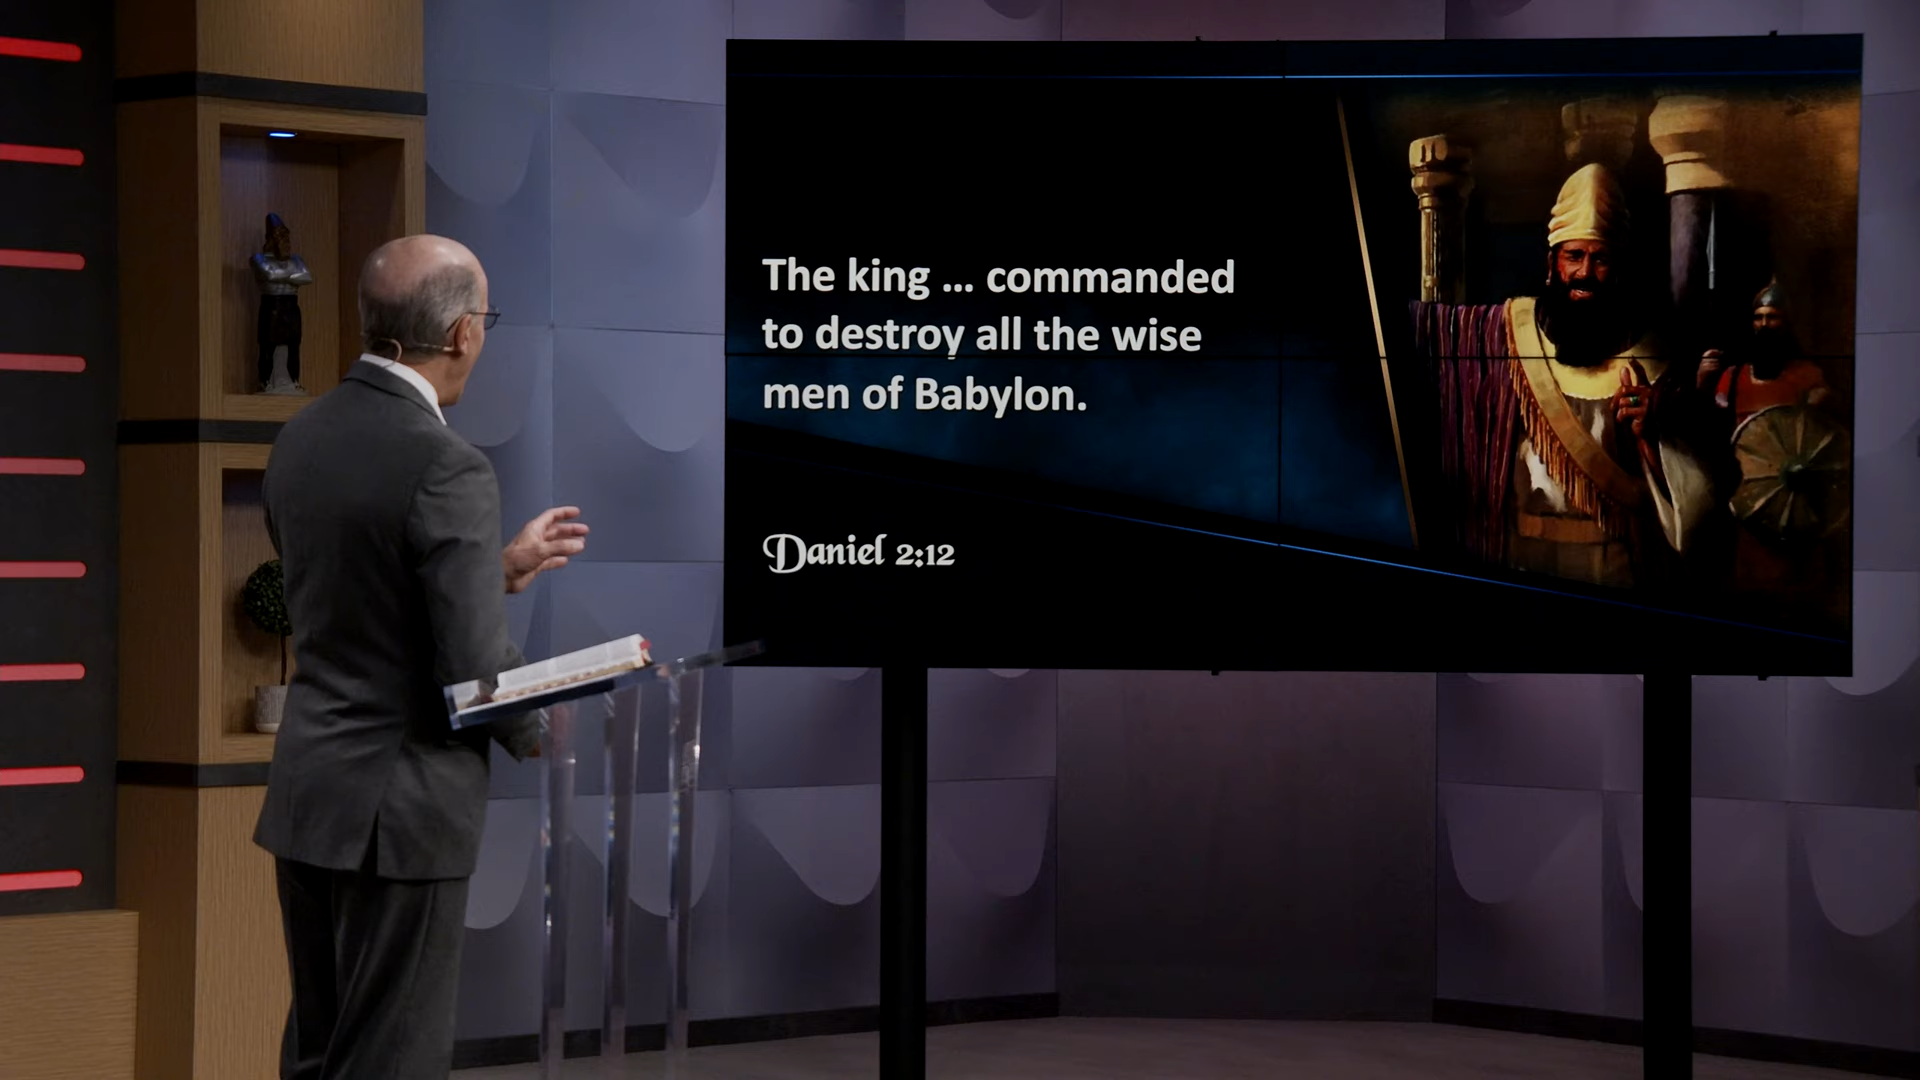 The king ... commanded
to destroy all the wise
men of Babylon.
Daniel 2:12